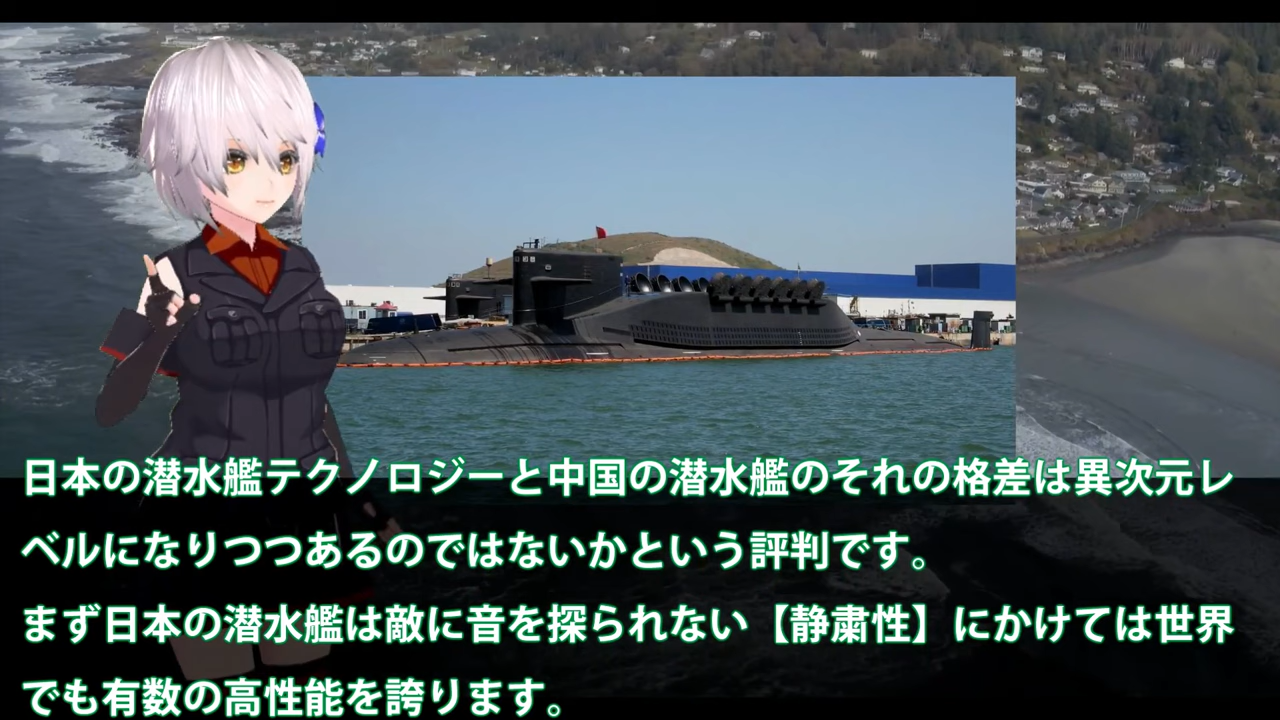 日本の潜水艦テクノロジーと中国の潜水艦のそれの格差は異次元レ
ベルになりつつあるのではないかという評判です。
まず日本の潜水艦は敵に音を探られない【静粛性】にかけては世界
でも有数の高性能を誇ります。